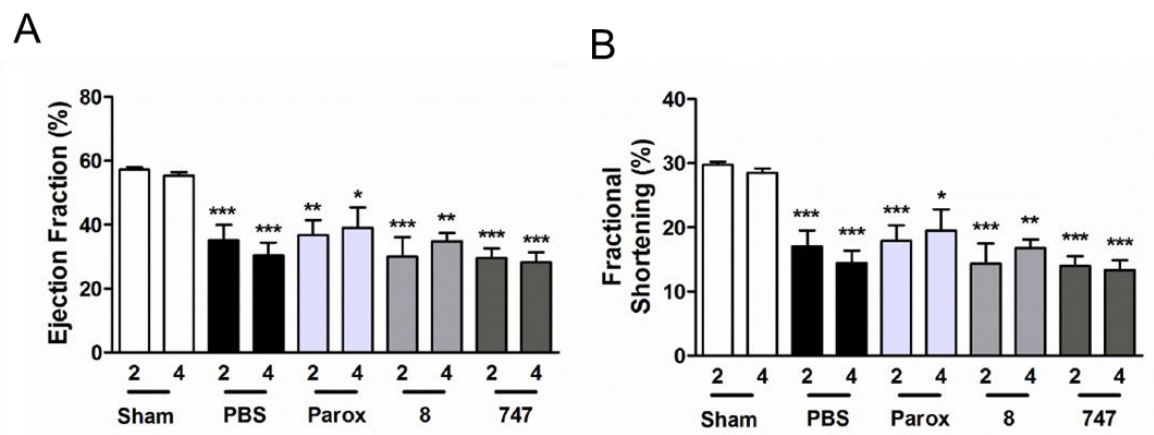 A
B
Ejection Fraction (%)
80
60
40
20
0
*** *** ** * *** ** *** ***
2 4 2 4 2 4 2 4 2 4
Sham PBS Parox 8 747
Fractional
Shortening (%)
40
30
20
10
0
*** *** *** * *** ** *** ***
2 4 2 4 2 4 2 4 2 4
Sham PBS Parox 8 747